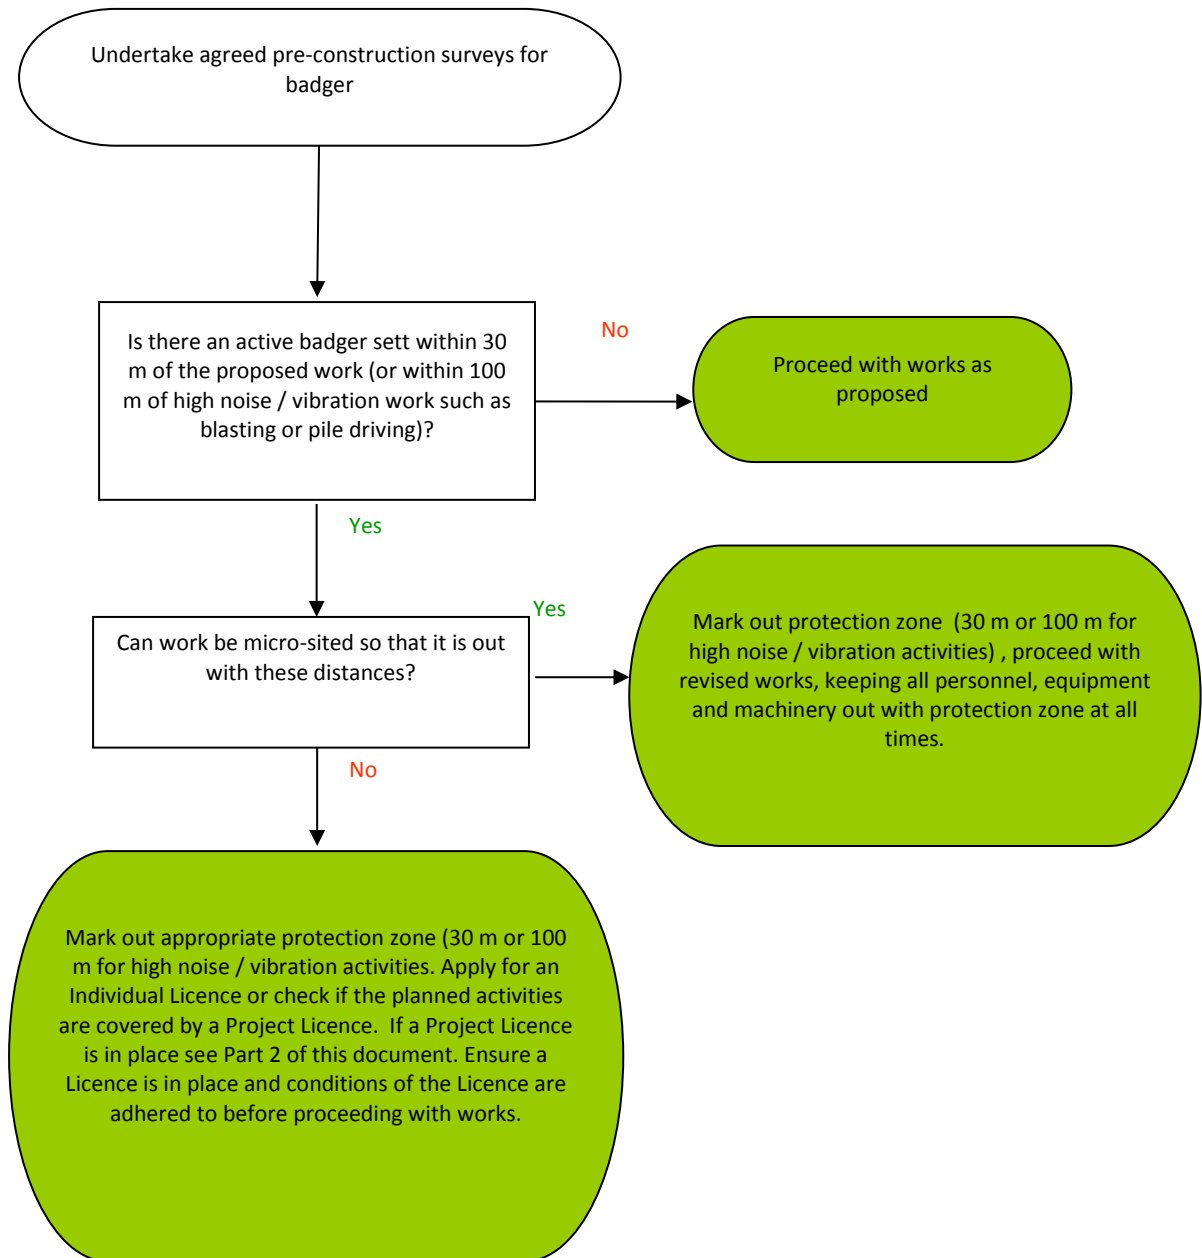 Undertake agreed pre-construction surveys for
badger
Is there an active badger sett within 30
m of the proposed work (or within 100
m of high noise / vibration work such as
blasting or pile driving)?
No
Proceed with works as
proposed
Yes
Can work be micro-sited so that it is out
with these distances?
Yes
Mark out protection zone  (30 m or 100 m for
high noise / vibration activities) , proceed with
revised works, keeping all personnel, equipment
and machinery out with protection zone at all
times.
No
Mark out appropriate protection zone (30 m or 100
m for high noise / vibration activities. Apply for an
Individual Licence or check if the planned activities
are covered by a Project Licence.  If a Project Licence
is in place see Part 2 of this document. Ensure a
Licence is in place and conditions of the Licence are
adhered to before proceeding with works.